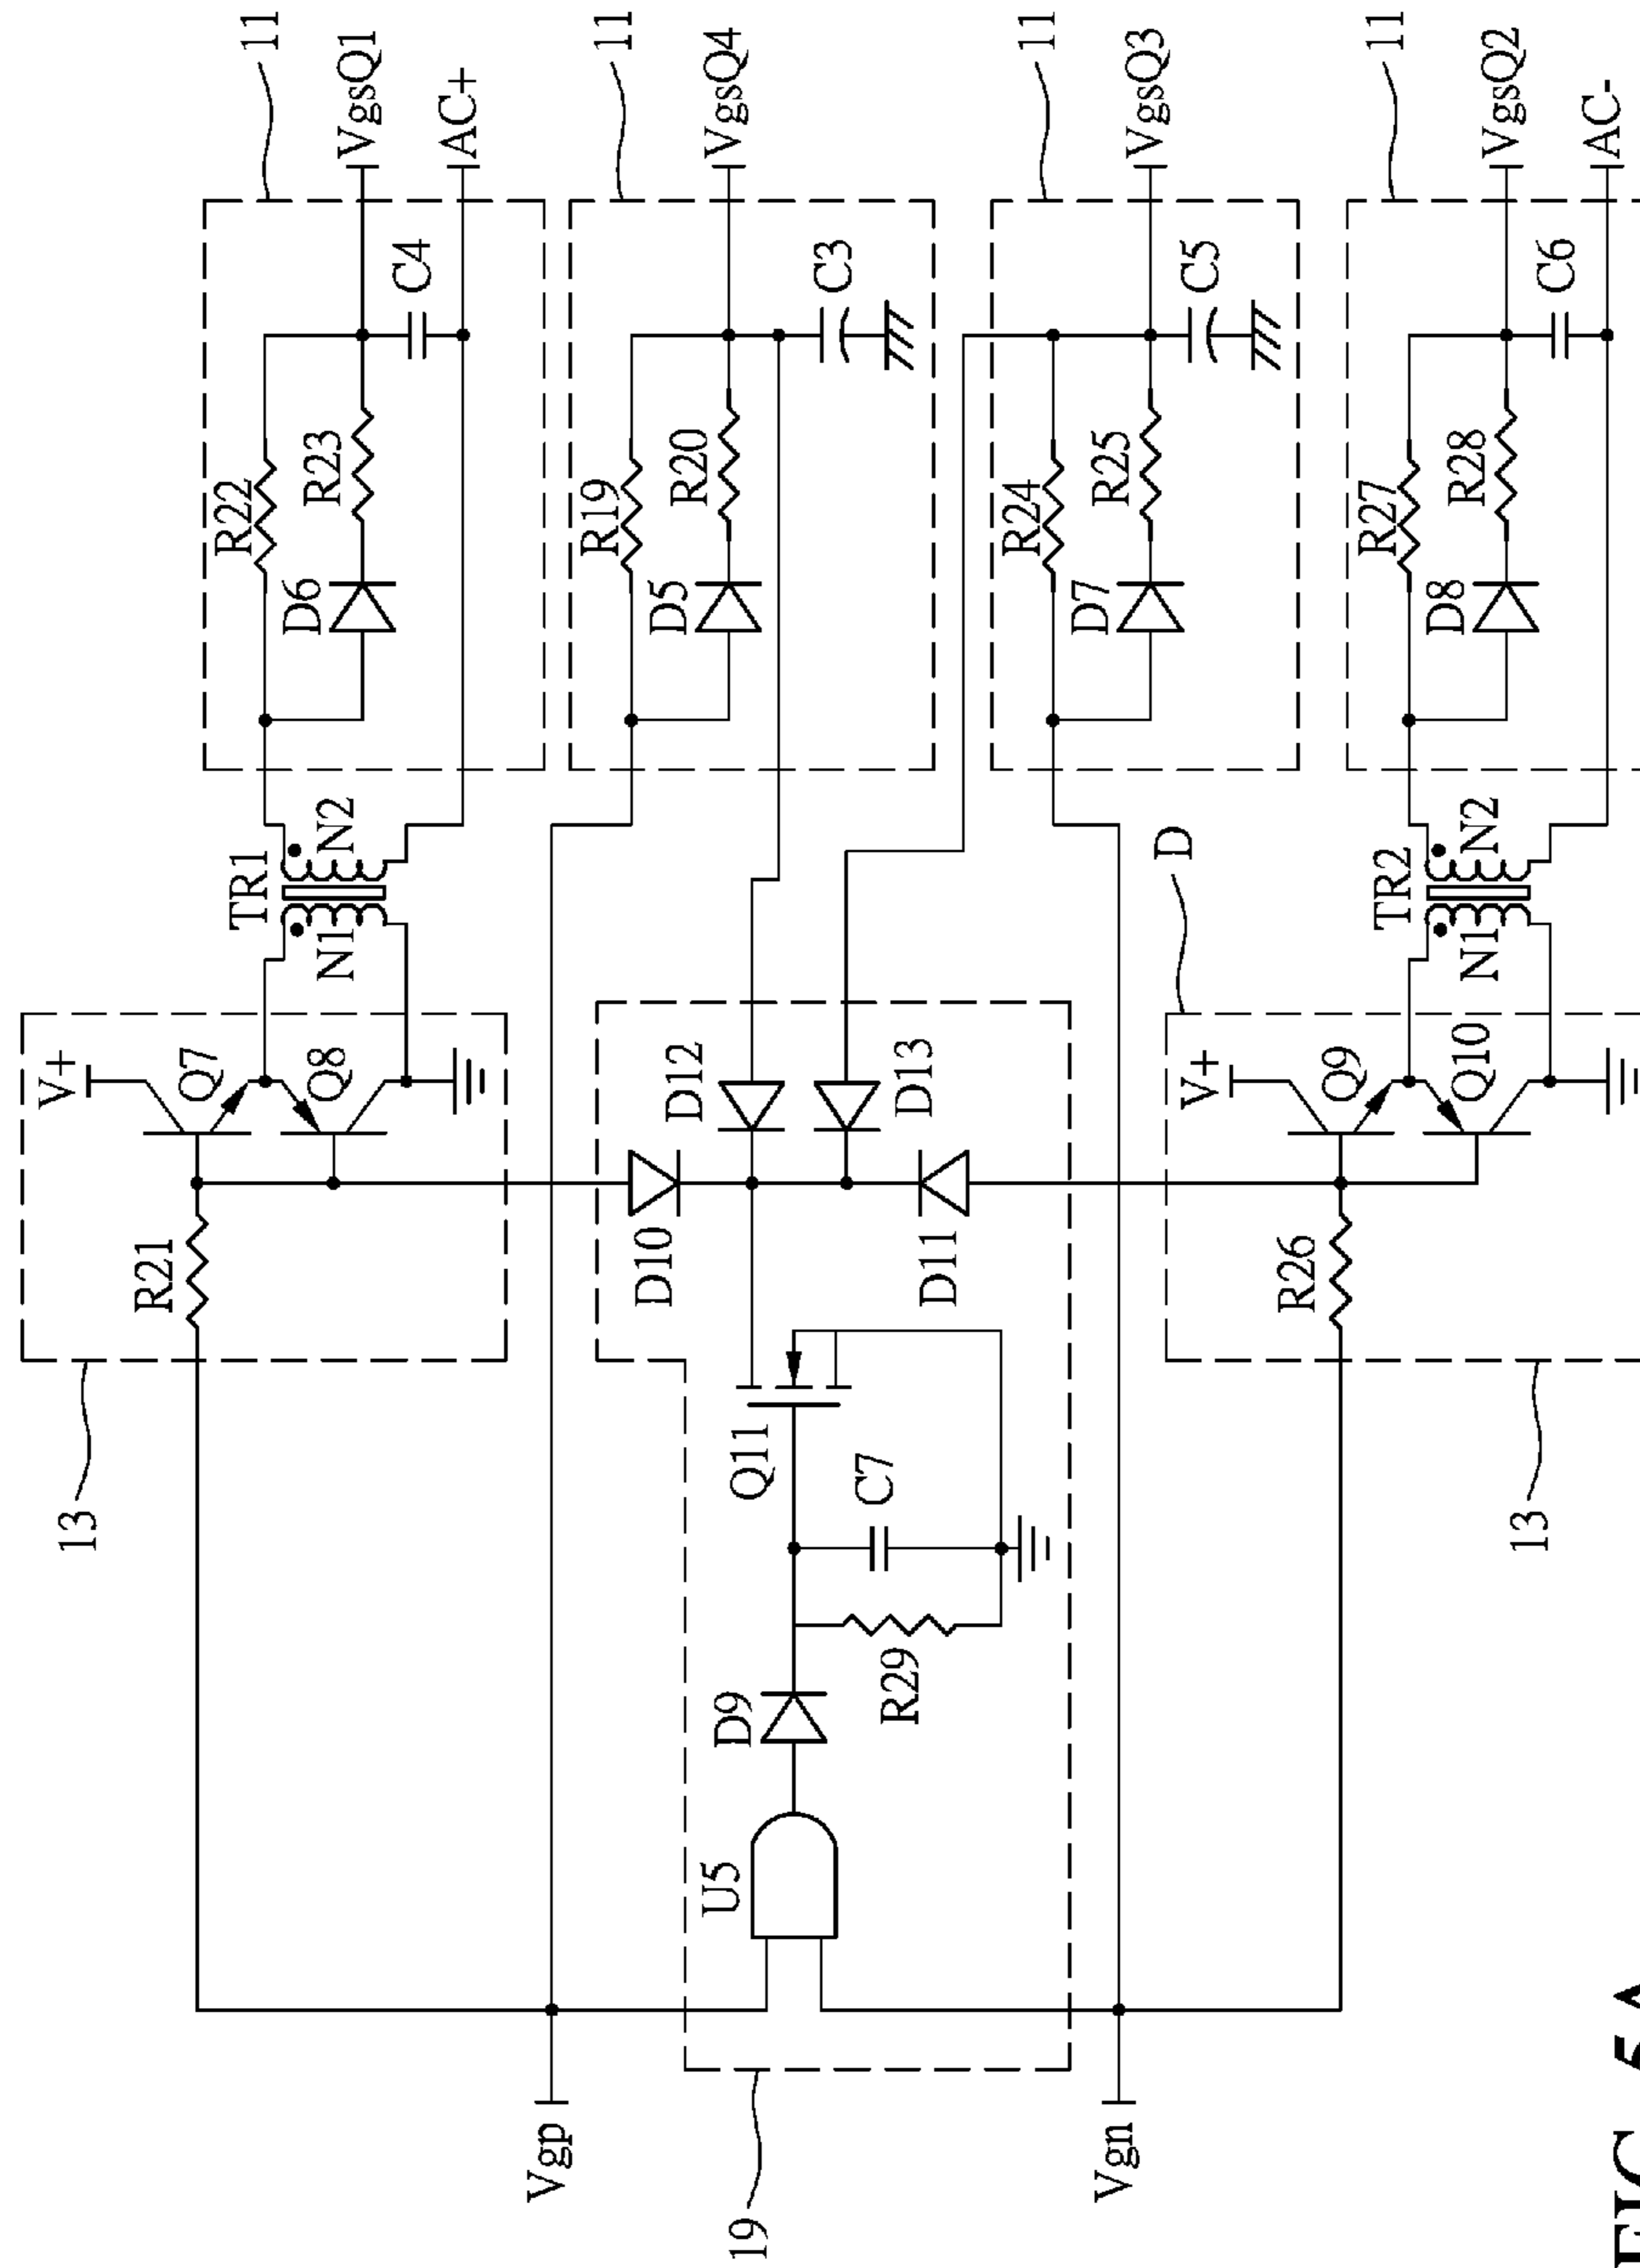 13
V+
R21
Q7
Q8
TR1
N1
N2
R22
D6
R23
C4
11
VgsQ1
AC+
Vgp
R19
D5
R20
C3
11
VgsQ4
19
U5
D9
R29
C7
Q11
D10
D12
D13
D11
R24
D7
R25
C5
11
VgsQ3
Vgn
D
V+
R26
Q9
Q10
13
TR2
N1
N2
R27
D8
R28
C6
11
VgsQ2
AC-